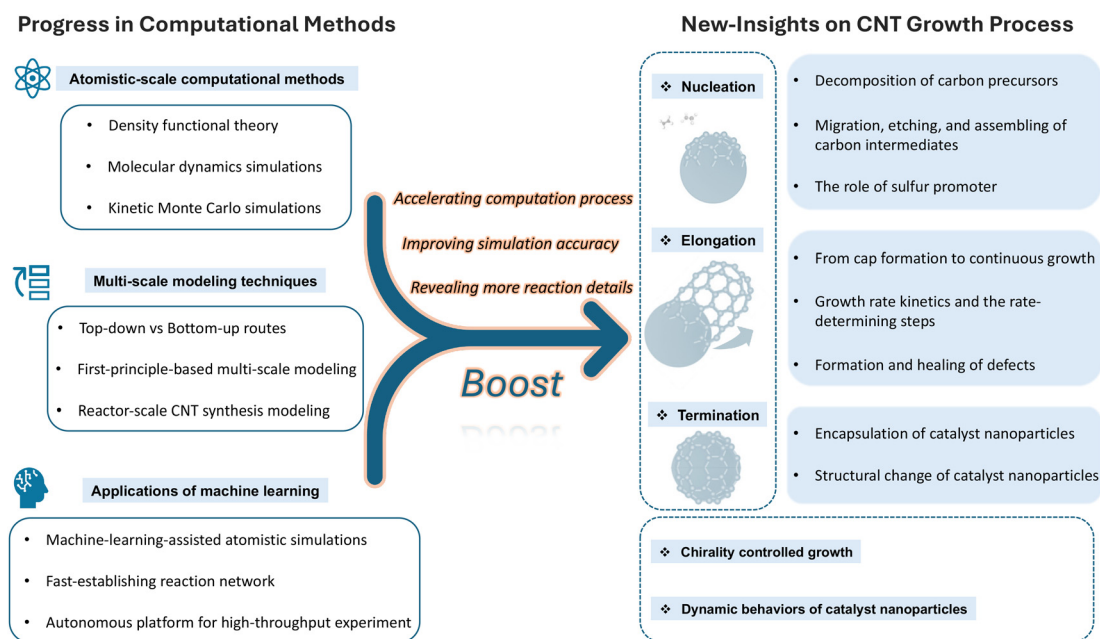 Progress in Computational Methods
Atomistic-scale computational methods
• Density functional theory
• Molecular dynamics simulations
• Kinetic Monte Carlo simulations
Multi-scale modeling techniques
• Top-down vs Bottom-up routes
• First-principle-based multi-scale modeling
• Reactor-scale CNT synthesis modeling
Applications of machine learning
• Machine-learning-assisted atomistic simulations
• Fast-establishing reaction network
• Autonomous platform for high-throughput experiment
Accelerating computation process
Improving simulation accuracy
Revealing more reaction details
Boost
New-Insights on CNT Growth Process
❖ Nucleation
• Decomposition of carbon precursors
• Migration, etching, and assembling of
carbon intermediates
• The role of sulfur promoter
❖ Elongation
• From cap formation to continuous growth
• Growth rate kinetics and the rate-
determining steps
• Formation and healing of defects
❖ Termination
• Encapsulation of catalyst nanoparticles
• Structural change of catalyst nanoparticles
❖ Chirality controlled growth
❖ Dynamic behaviors of catalyst nanoparticles